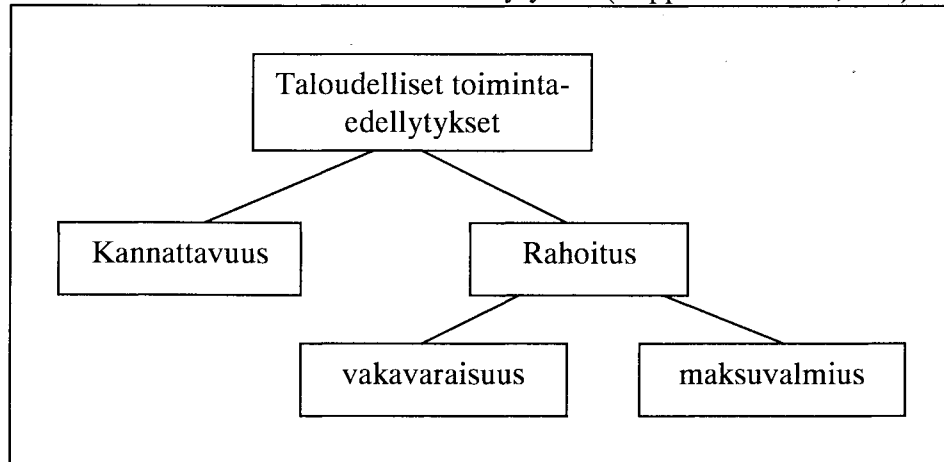 Taloudelliset toiminta-
edellytykset
Kannattavuus
Rahoitus
vakavaraisuus
maksuvalmius